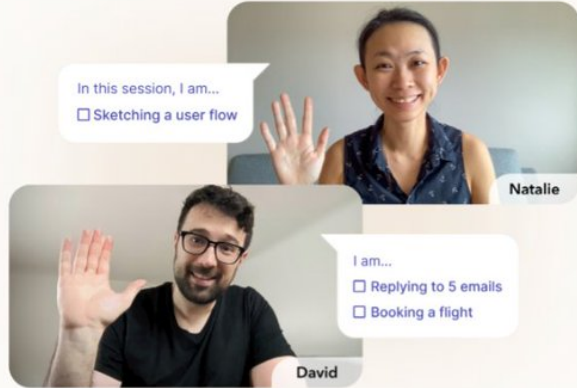 In this session, I am...
Sketching a user flow
Natalie
I am...
Replying to 5 emails
Booking a flight
David